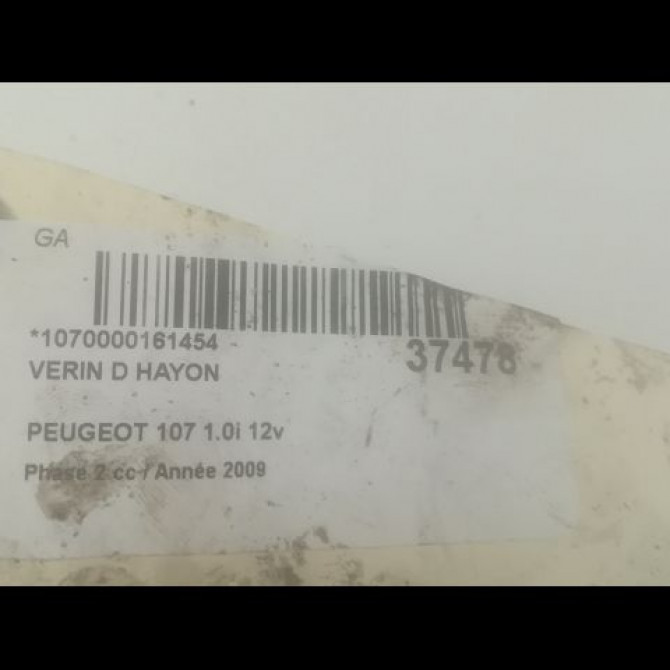 GA
*1070000161454
37478
VERIN D HAYON
PEUGEOT 107 1.0i 12v
Phase 2 cc / Année 2009